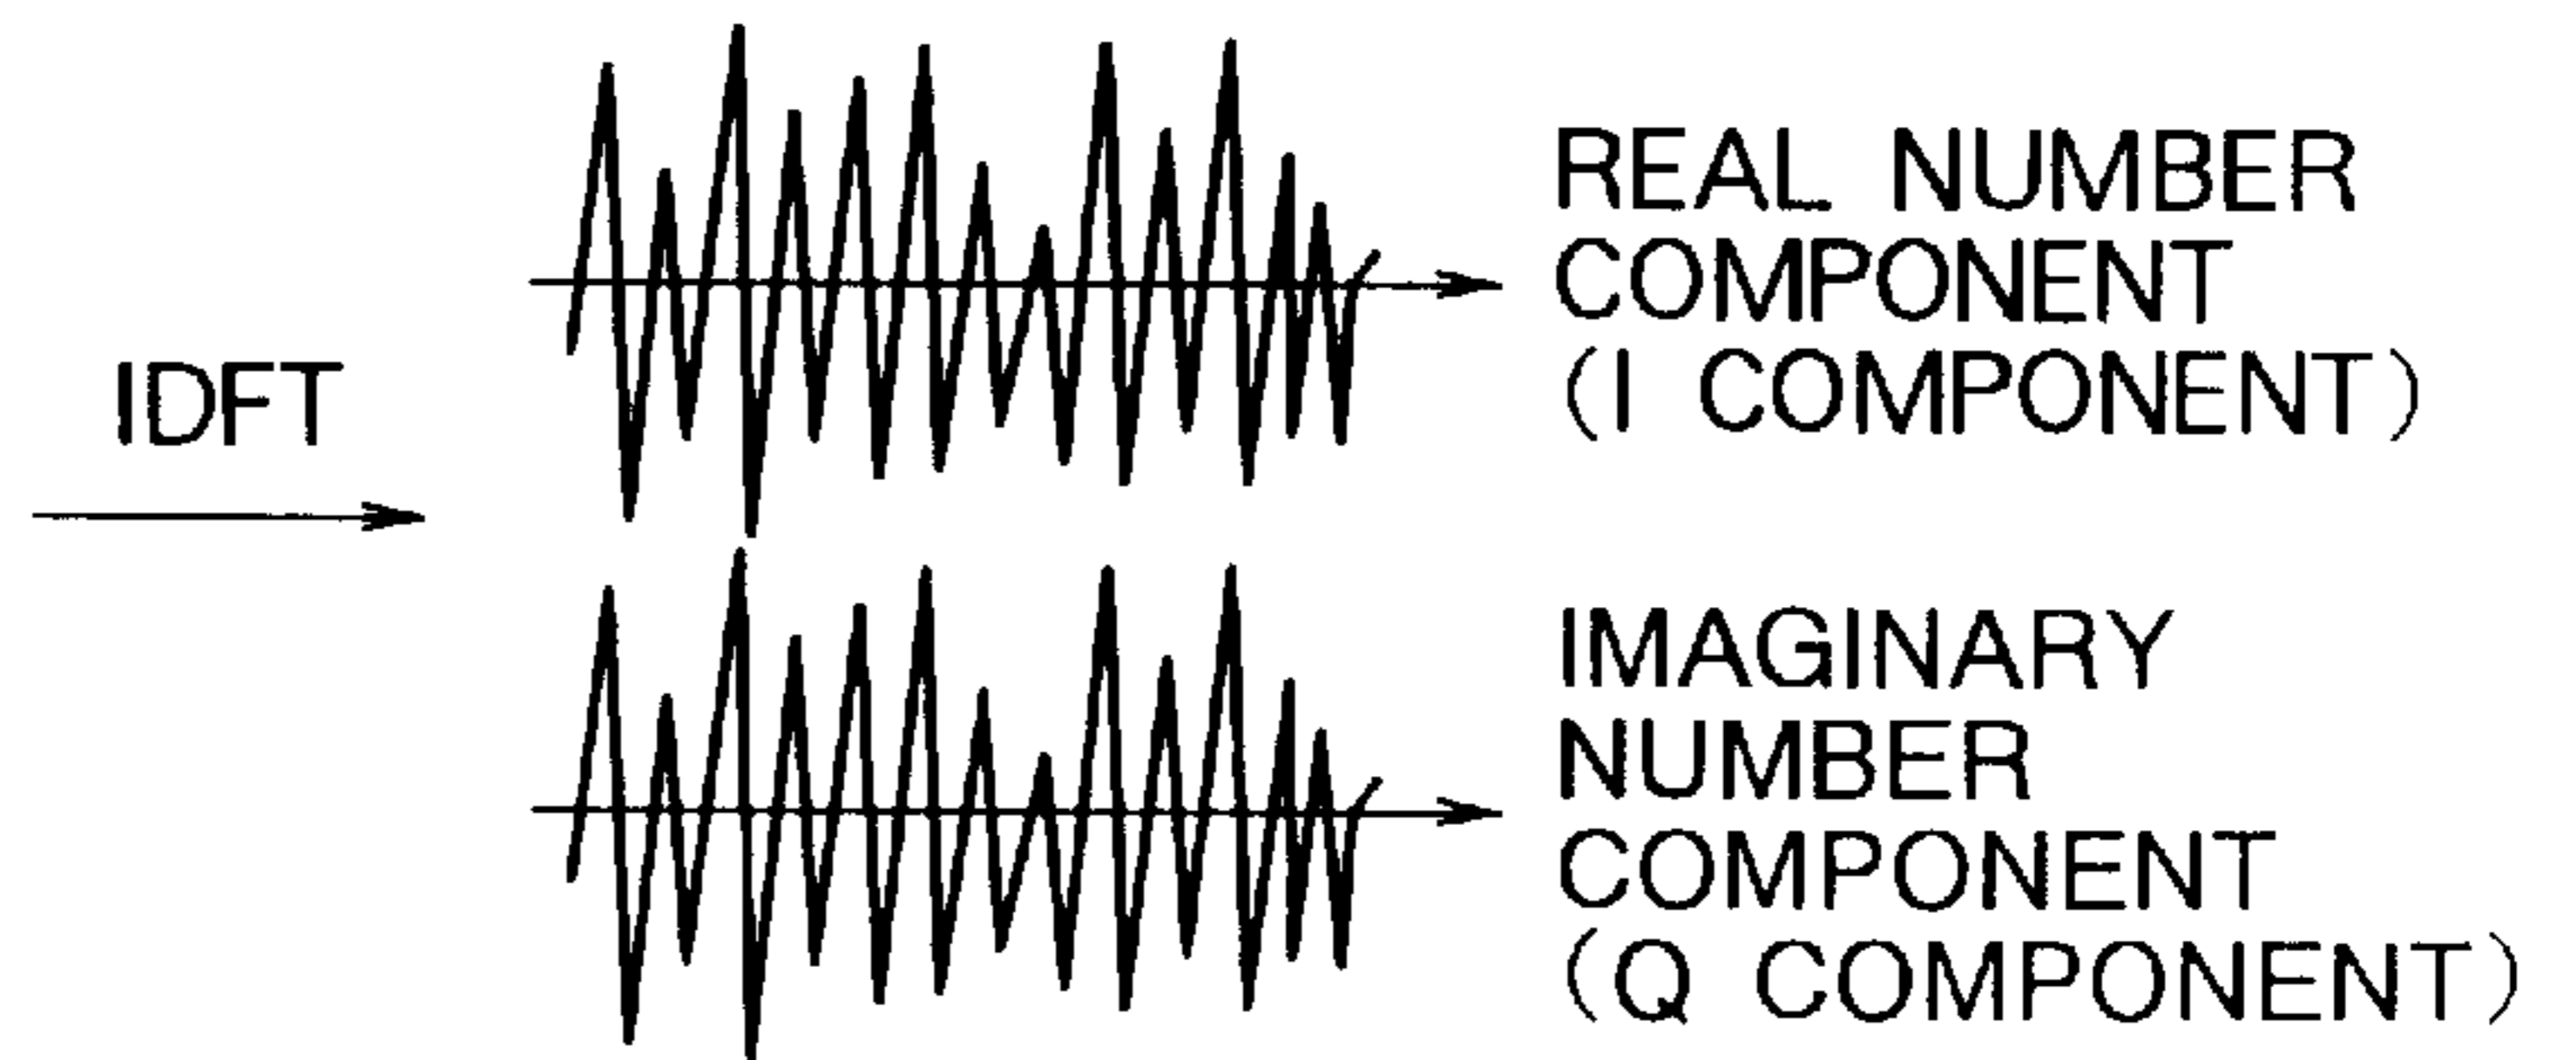 IDFT
REAL NUMBER
COMPONENT
(I COMPONENT)
IMAGINARY
NUMBER
COMPONENT
(Q COMPONENT)